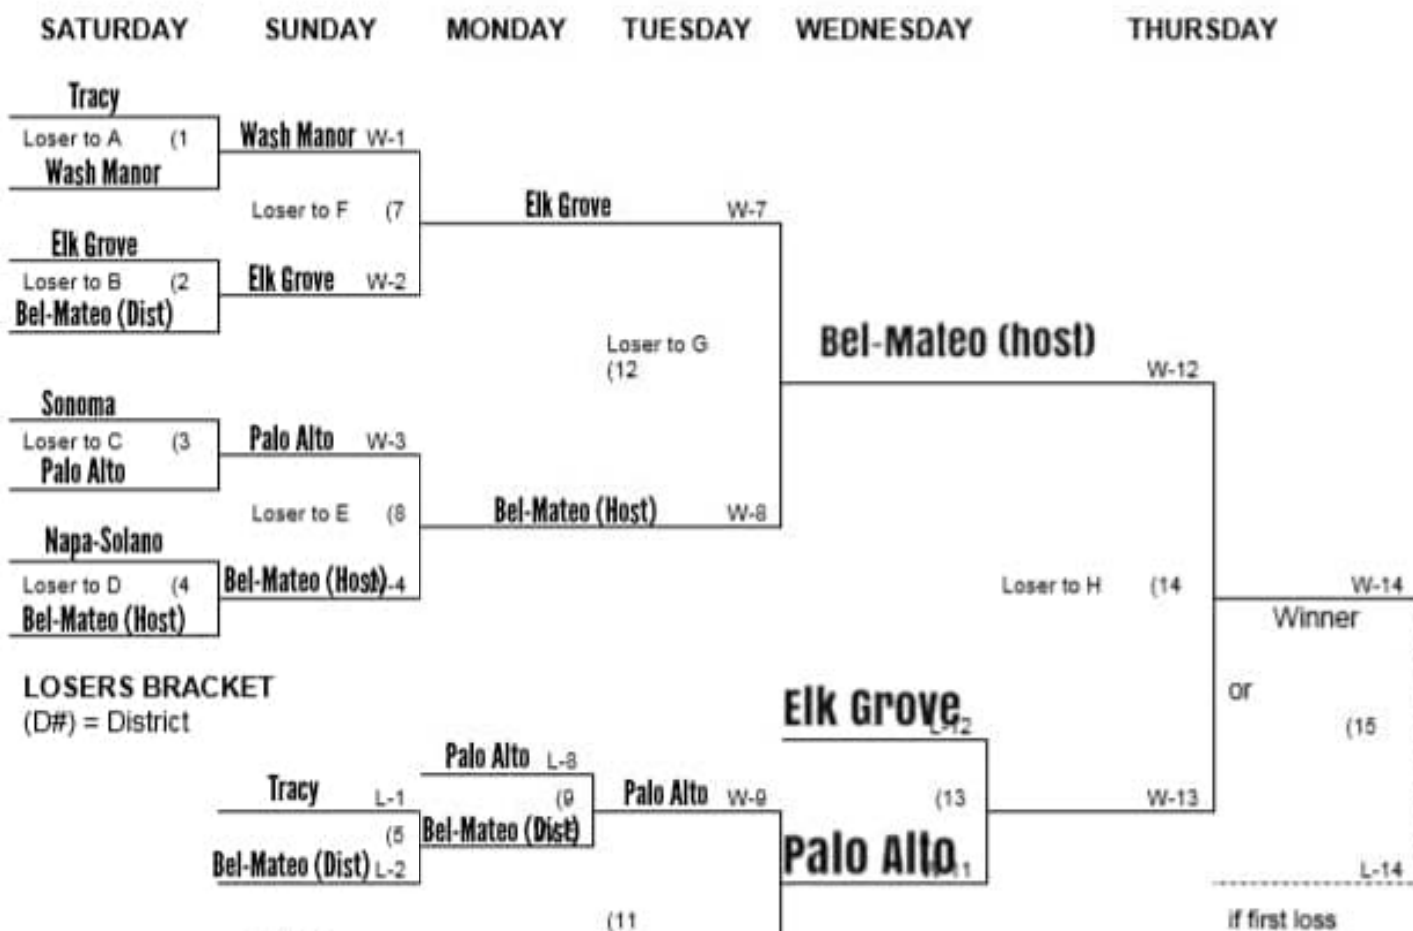 SATURDAY SUNDAY MONDAY TUESDAY WEDNESDAY THURSDAY
Tracy
Loser to A (1 Wash Manor W-1
Wash Manor
Loser to F (7 Elk Grove W-7
Elk Grove
Loser to B (2 Elk Grove W-2
Bel-Mateo (Dist)
Loser to G Bel-Mateo (host)
(12 W-12
Sonoma
Loser to C (3 Palo Alto W-3
Palo Alto
Loser to E (8 Bel-Mateo (Host) W-8
Napa-Solano
Loser to D (4 Bel-Mateo (Host) -4 Loser to H (14 W-14
Bel-Mateo (Host) Winner
LOSERS BRACKET or
(D#) = District Elk Grove L-12 (15
Palo Alto L-8
Tracy L-1 (9 Palo Alto W-9 (13 W-13
(5 Bel-Mateo (Dist)
Bel-Mateo (Dist) L-2 Palo Alto 11 L-14
(11 if first loss